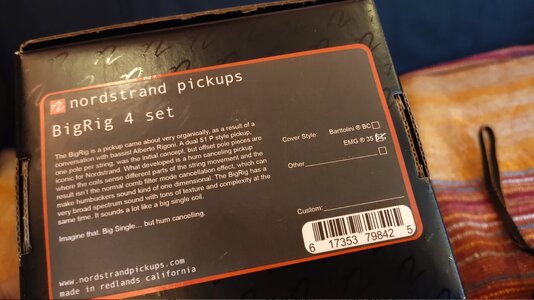 nordstrand pickups
BigRig 4 set
The BigRig is a pickup came about very organically, as a result of a
conversation with bassist Alberto Rigoni. A dual 51 P style pickup,
one pole per string, was the initial concept, but offset pole pieces are
iconic for Nordstrand. What developed is a hum canceling pickup
where the coils sense different parts of the string movement and the
result isn't the normal comb filter mode cancellation effect, which can
make humbuckers sound kind of one dimensional. The BigRig has a
very broad spectrum sound with tons of texture and complexity at the
same time. It sounds a lot like a big single coil.
Imagine that. Big Single... but hum canceling.
Cover Style: Bartolini ® BC
EMG ® 35
Other
Custom:
6 17353 79842 5
www.nordstrandpickups.com
made in redlands california